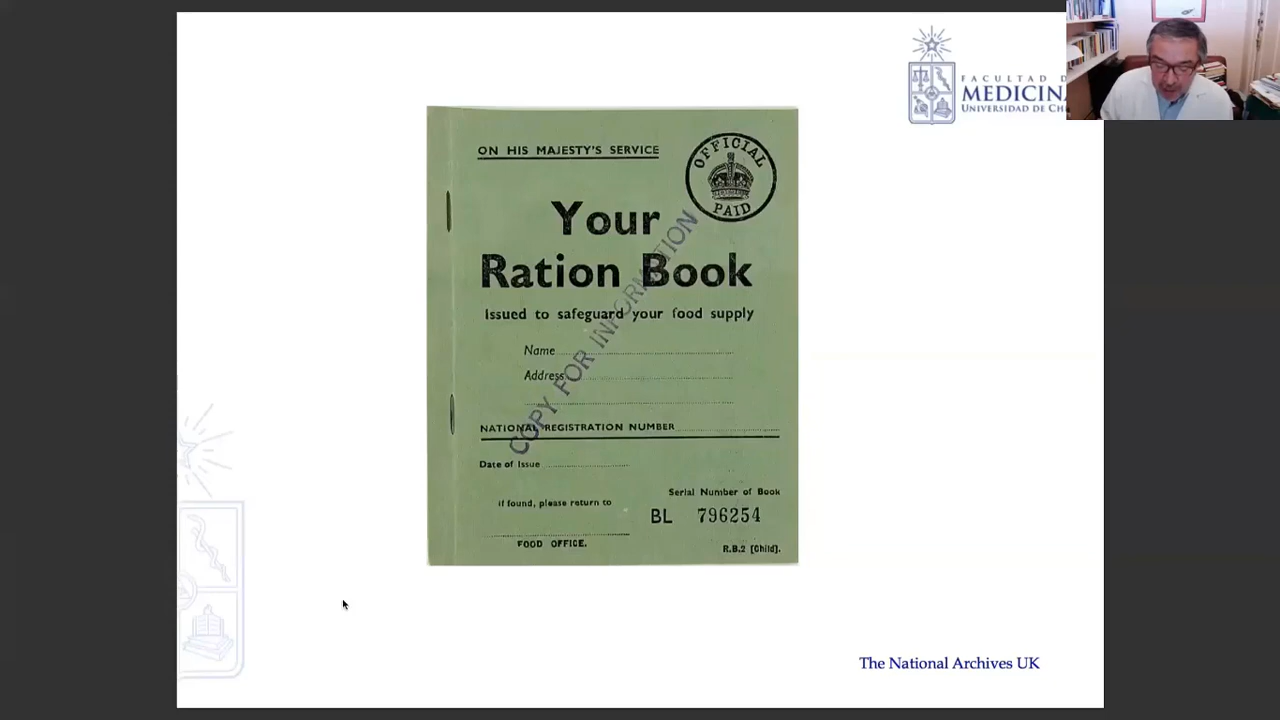 FACULTAD D
MEDICINA
UNIVERSIDAD DE CH
ON HIS MAJESTY'S SERVICE
OFFICIAL
PAID
Your
Ration Book
Issued to safeguard your food supply
Name
Address
COPY FOR INFORMATION
NATIONAL REGISTRATION NUMBER
Date of Issue
Serial Number of Book
If found, please return to
BL 796254
FOOD OFFICE.
R.B.2 [Child].
The National Archives UK